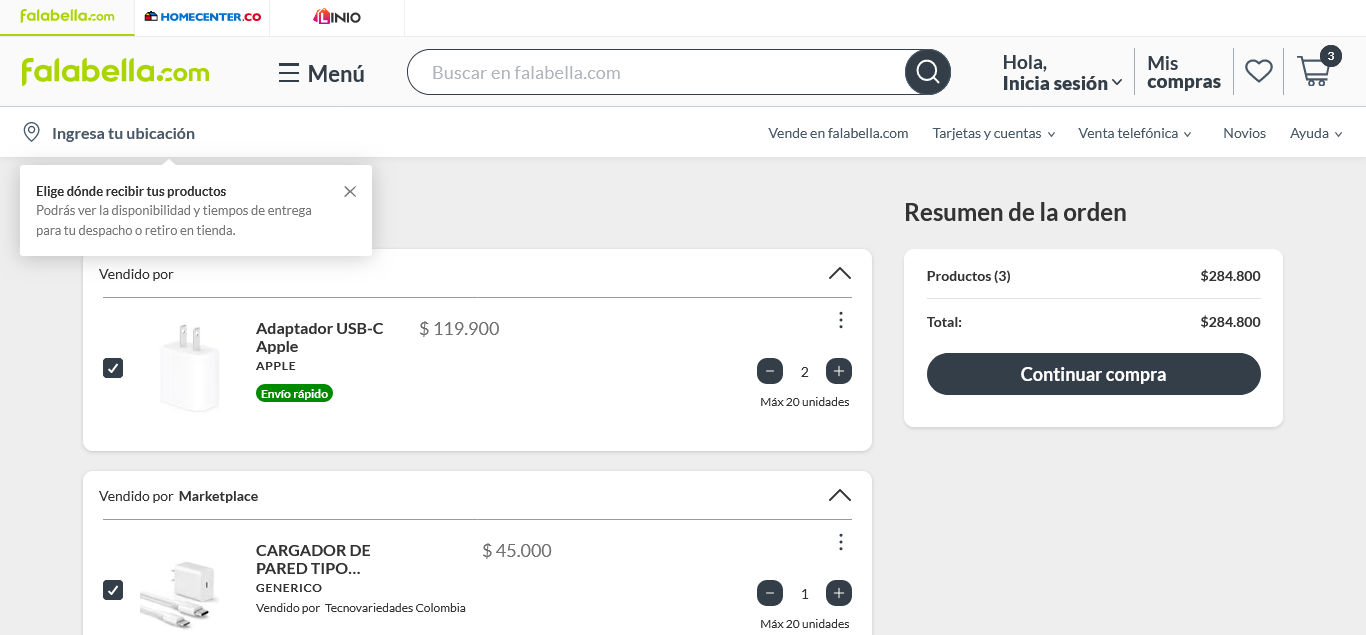 falabella.com
HOMECENTER.CO
LINIO
falabella.com
Menú
Buscar en falabella.com
Hola,
Inicia sesión
Mis
compras
3
Ingresa tu ubicación
Vende en falabella.com
Tarjetas y cuentas
Venta telefónica
Novios
Ayuda
Elige dónde recibir tus productos
Podrás ver la disponibilidad y tiempos de entrega
para tu despacho o retiro en tienda.
Vendido por
Adaptador USB-C
Apple
APPLE
Envío rápido
$ 119.900
2
Máx 20 unidades
Vendido por Marketplace
CARGADOR DE
PARED TIPO...
GENERICO
Vendido por Tecnovariedades Colombia
$ 45.000
1
Máx 20 unidades
Resumen de la orden
Productos (3) $284.800
Total: $284.800
Continuar compra